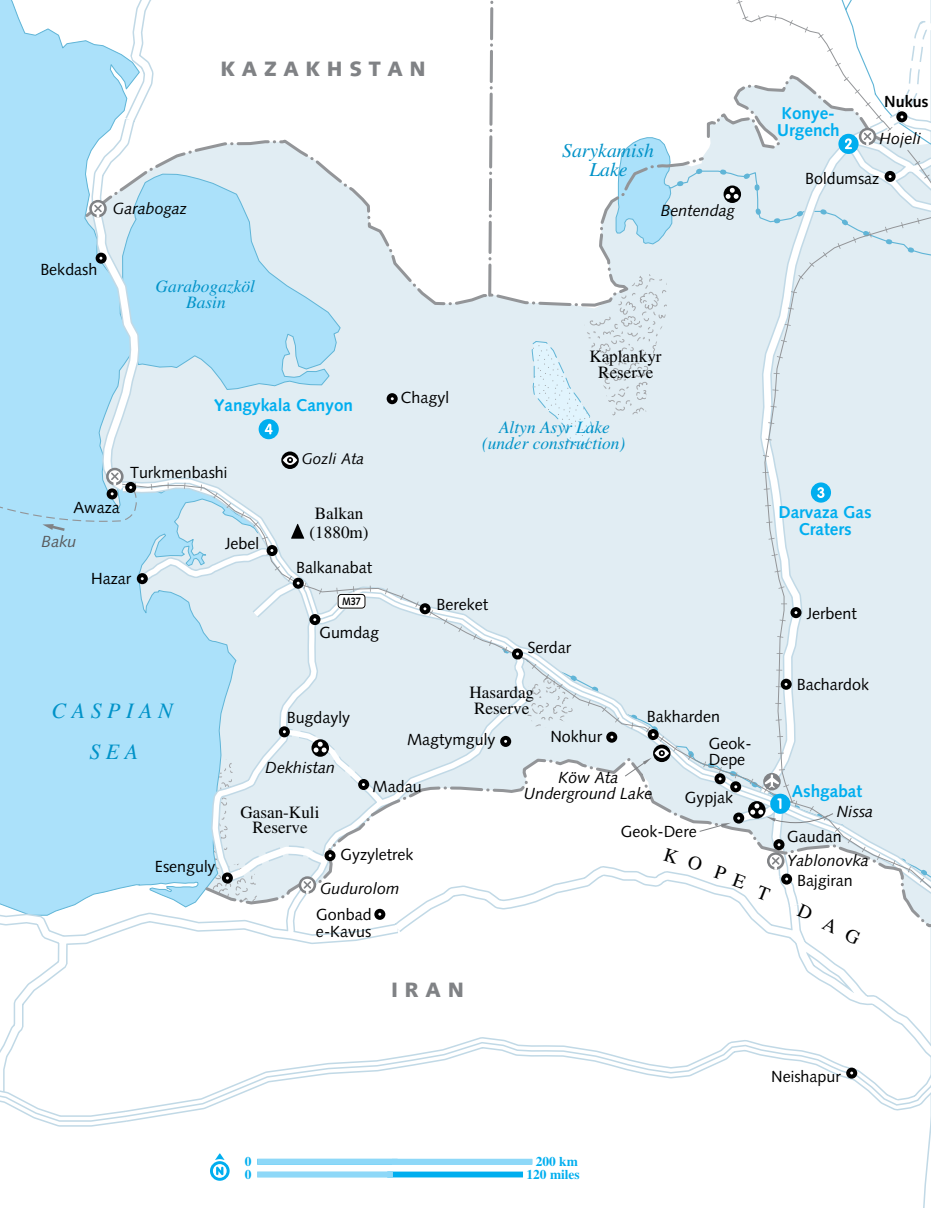 KAZAKHSTAN
Nukus
Konye-
Urgench
2
Hojeli
Sarykamish
Lake
Boldumsaz
Bentendag
Garabogaz
Bekdash
Garabogazköl
Basin
Kaplankyr
Reserve
Chagyl
Yangykala Canyon
4
Altyn Asyr Lake
(under construction)
Gozli Ata
Turkmenbashi
Awaza
3
Darvaza Gas
Craters
Balkan
(1880m)
Baku
Jebel
Balkanabat
Hazar
M37
Bereket
Jerbent
Gumdag
Serdar
Bachardok
Hasardag
Reserve
CASPIAN
SEA
Bugdayly
Bakharden
Magtymguly
Nokhur
Geok-
Depe
Dekhistan
Köw Ata
Underground Lake
Madau
Gypjak
Ashgabat
1
Nissa
Gasan-Kuli
Reserve
Geok-Dere
Gaudan
Gyzyletrek
Yablonovka
Esenguly
KOPET DAG
Bajgiran
Gudurolom
Gonbad
e-Kavus
IRAN
Neishapur
N
0 200 km
0 120 miles